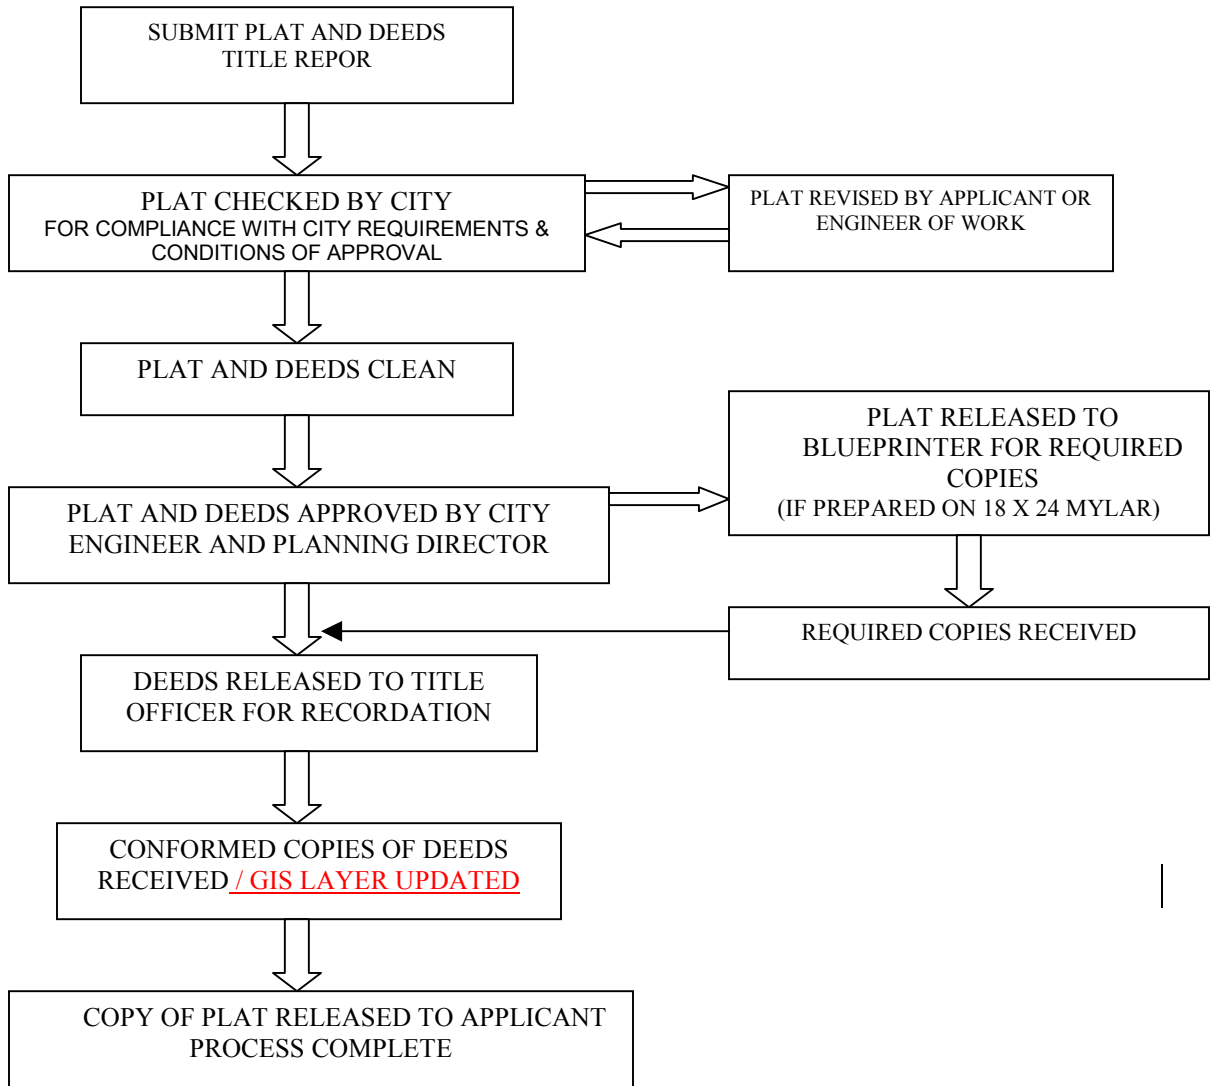 SUBMIT PLAT AND DEEDS
TITLE REPOR
PLAT CHECKED BY CITY
FOR COMPLIANCE WITH CITY REQUIREMENTS &
CONDITIONS OF APPROVAL
PLAT REVISED BY APPLICANT OR
ENGINEER OF WORK
PLAT AND DEEDS CLEAN
PLAT AND DEEDS APPROVED BY CITY
ENGINEER AND PLANNING DIRECTOR
PLAT RELEASED TO
BLUEPRINTER FOR REQUIRED
COPIES
(IF PREPARED ON 18 X 24 MYLAR)
REQUIRED COPIES RECEIVED
DEEDS RELEASED TO TITLE
OFFICER FOR RECORDATION
CONFORMED COPIES OF DEEDS
RECEIVED / GIS LAYER UPDATED
COPY OF PLAT RELEASED TO APPLICANT
PROCESS COMPLETE